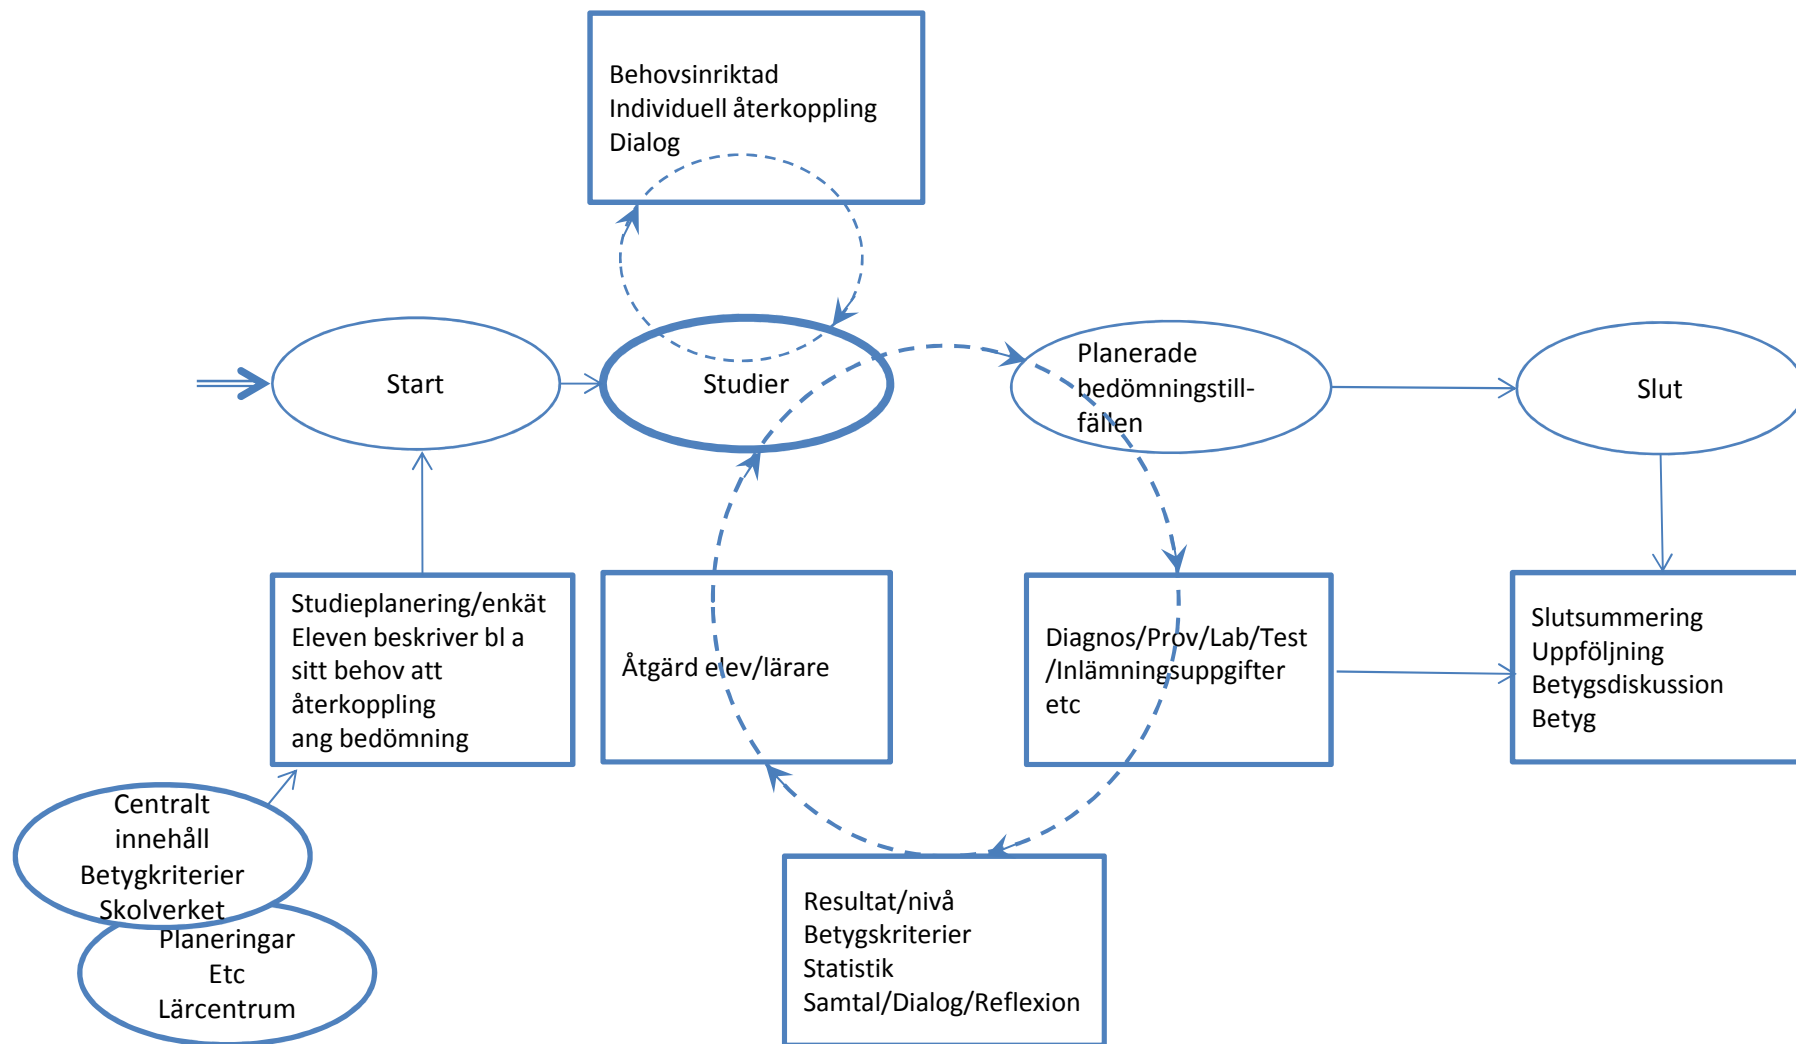 Behovsinriktad
Individuell återkoppling
Dialog
Start
Studier
Planerade
bedömningstill-
fällen
Slut
Studieplanering/enkät
Eleven beskriver bl a
sitt behov att
återkoppling
ang bedömning
Åtgärd elev/lärare
Diagnos/Prov/Lab/Test
/Inlämningsuppgifter
etc
Slutsummering
Uppföljning
Betygsdiskussion
Betyg
Centralt
innehåll
Betygkriterier
Skolverket
Planeringar
Etc
Lärcentrum
Resultat/nivå
Betygskriterier
Statistik
Samtal/Dialog/Reflexion